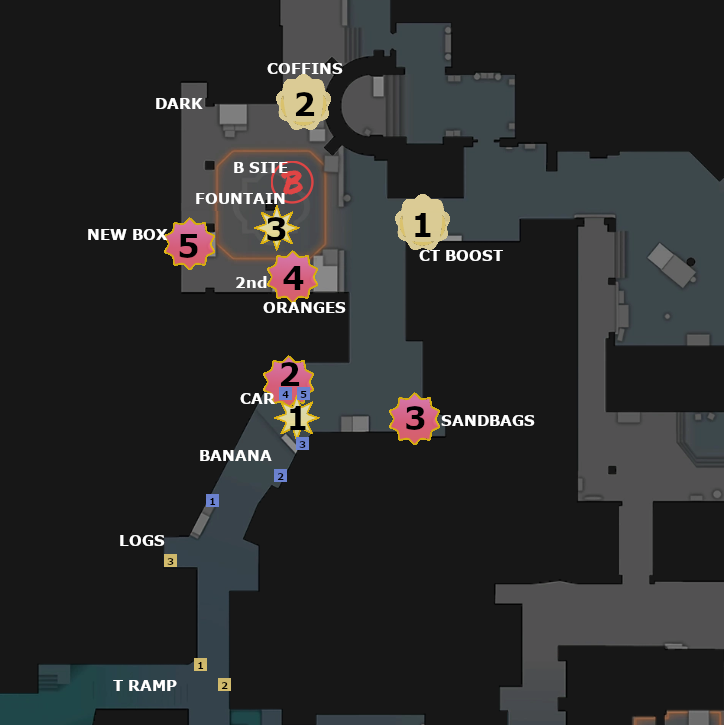 COFFINS
2
DARK
B SITE
B
FOUNTAIN
3
1
NEW BOX
5
CT BOOST
2nd
4
ORANGES
2
4 5
CAR
1
3
SANDBAGS
3
BANANA
2
1
LOGS
3
1
T RAMP
2